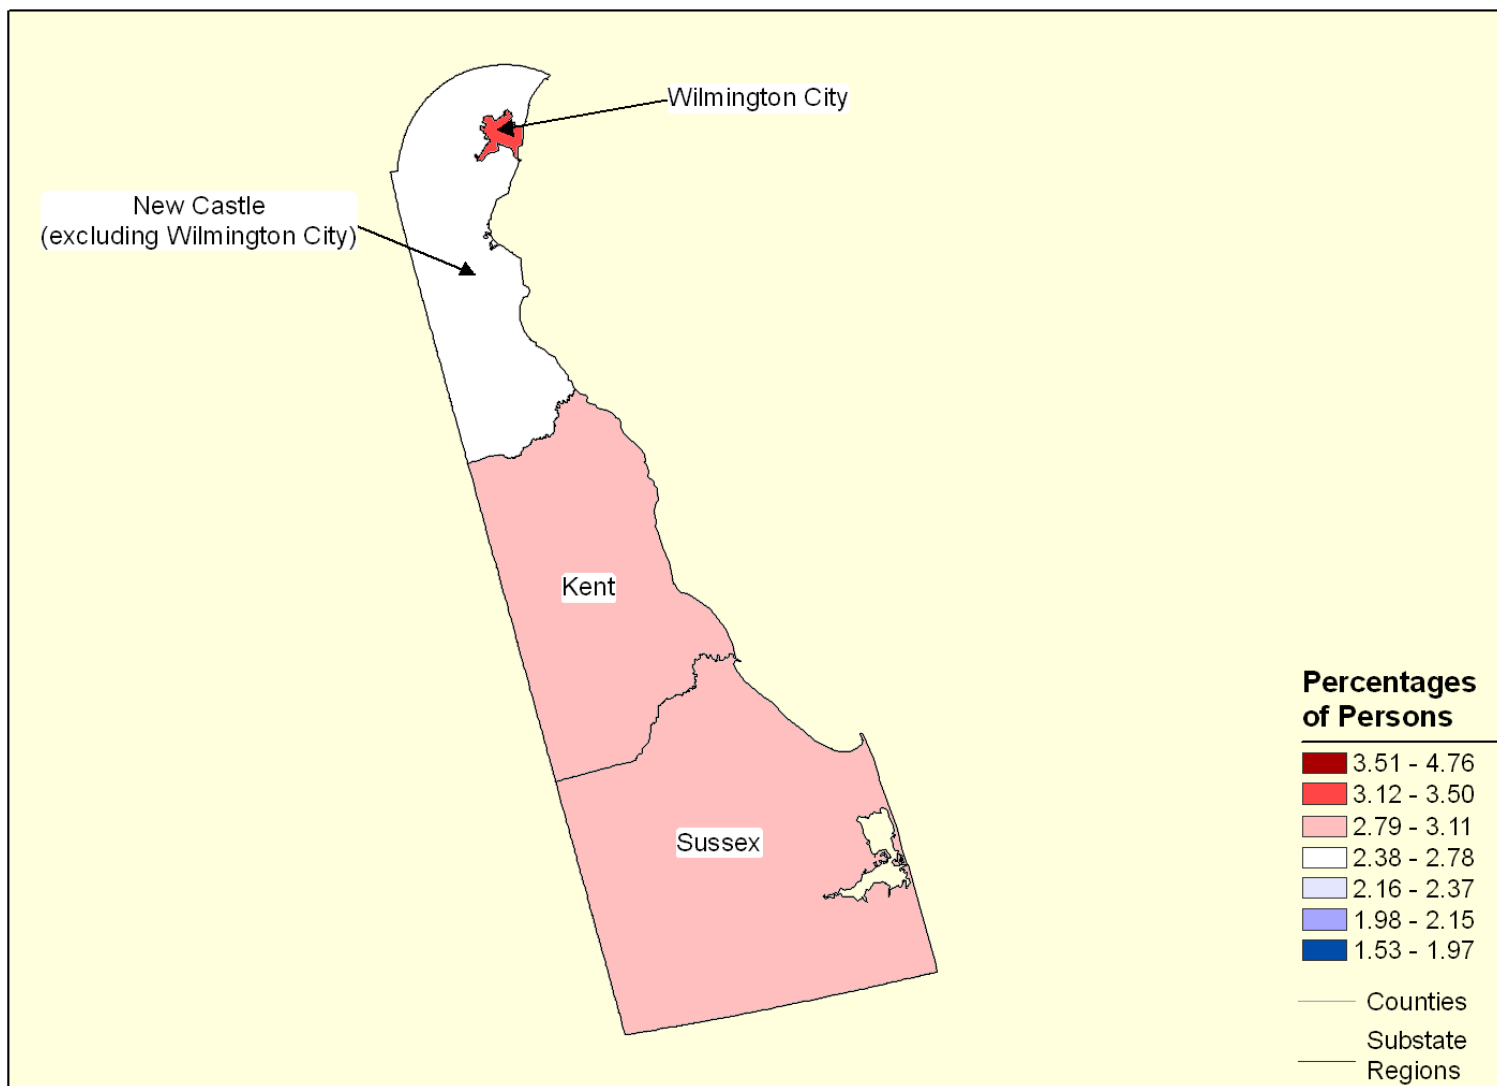 Wilmington City
New Castle
(excluding Wilmington City)
Kent
Sussex
Percentages
of Persons
3.51 - 4.76
3.12 - 3.50
2.79 - 3.11
2.38 - 2.78
2.16 - 2.37
1.98 - 2.15
1.53 - 1.97
Counties
Substate
Regions